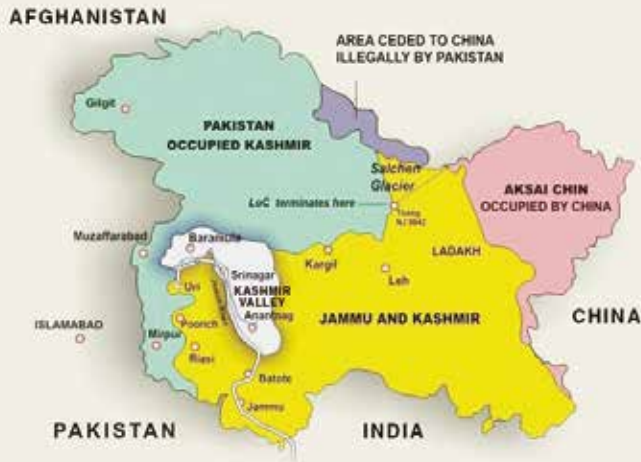 AFGHANISTAN
AREA CEDED TO CHINA
ILLEGALLY BY PAKISTAN
Gilgit
PAKISTAN
OCCUPIED KASHMIR
Saichen
Glacier
AKSAI CHIN
OCCUPIED BY CHINA
LoC terminates here
NJ 9842
Muzaffarabad
Baramula
LADAKH
Kargil
Leh
Srinagar
Uri
KASHMIR
VALLEY
Anantnag
CHINA
ISLAMABAD
Poonch
JAMMU AND KASHMIR
Mirpur
Riasi
Batote
Jammu
PAKISTAN
INDIA